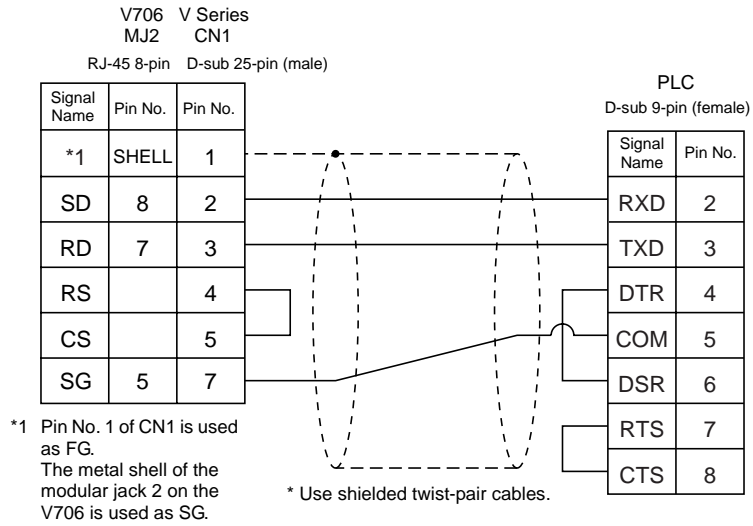 V706 V Series
MJ2 CN1
RJ-45 8-pin D-sub 25-pin (male)
PLC
D-sub 9-pin (female)
Signal Name Pin No. Pin No.
*1 SHELL 1
SD 8 2
RD 7 3
RS 4
CS 5
SG 5 7
Signal Name Pin No.
RXD 2
TXD 3
DTR 4
COM 5
DSR 6
RTS 7
CTS 8
*1 Pin No. 1 of CN1 is used
as FG.
The metal shell of the
modular jack 2 on the
V706 is used as SG.
* Use shielded twist-pair cables.